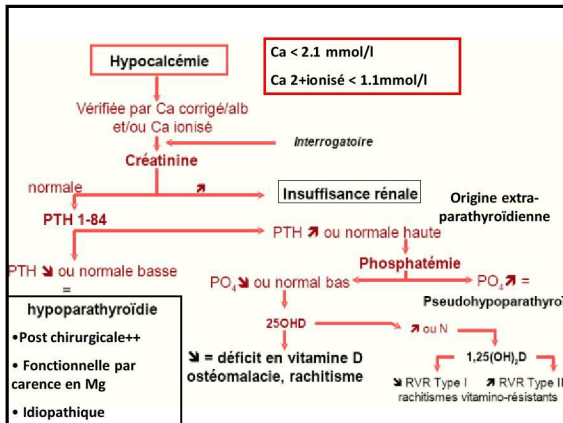 Hypocalcémie
Ca < 2.1 mmol/l
Ca 2+ionisé < 1.1mmol/l
Vérifiée par Ca corrigé/alb
et/ou Ca ionisé
Interrogatoire
Créatinine
normale
↗
Insuffisance rénale
Origine extra-
parathyroïdienne
PTH 1-84
PTH ↗ ou normale haute
PTH ↘ ou normale basse
=
Phosphatémie
PO4 ↘ ou normal bas
PO4 ↗ =
Pseudohypoparathyroï
hypoparathyroïdie
•Post chirurgicale++
• Fonctionnelle par
carence en Mg
• Idiopathique
25OHD
↗ ou N
↘ = déficit en vitamine D
ostéomalacie, rachitisme
1,25(OH)2D
↘ RVR Type I
↗ RVR Type II
rachitismes vitamino-résistants